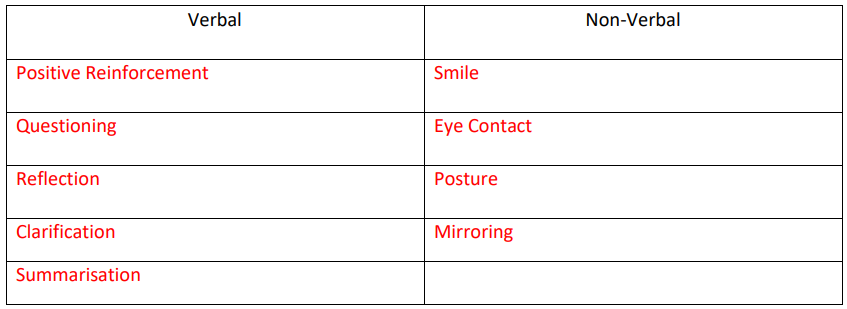 Verbal Non-Verbal
Positive Reinforcement Smile
Questioning Eye Contact
Reflection Posture
Clarification Mirroring
Summarisation